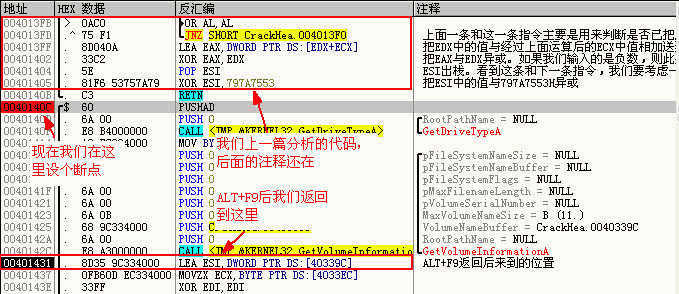 地址 HEX 数据 反汇编 注释
004013FB > 0AC0 OR AL,AL
004013FD .^ 75 F1 JNZ SHORT CrackHea.004013F0 上面一条和这一条指令主要是用来判断是否已把
004013FF . 8D040A LEA EAX,DWORD PTR DS:[EDX+ECX] 把EDX中的值与经过上面运算后的ECX中值相加送
00401402 . 33C2 XOR EAX,EDX 把EAX与EDX异或。如果我们输入的是负数，则此
00401404 . 5E POP ESI ESI出栈。看到这条和下一条指令，我们要考虑一
00401405 . 81F6 53757A79 XOR ESI,797A7553 把ESI中的值与797A7553H异或
0040140B . C3 RETN
0040140C $ 60 PUSHAD
. 6A 00 PUSH 0 RootPathName = NULL
. E8 B4000000 CALL <JMP.&KERNEL32.GetDriveTypeA> GetDriveTypeA
MOV BY
我们上一篇分析的代码，
后面的注释还在
现在我们在这
里设个断点
PUSH 0 pFileSystemNameSize = NULL
PUSH 0 pFileSystemNameBuffer = NULL
PUSH 0 pFileSystemFlags = NULL
0040141F . 6A 00 PUSH 0 pMaxFilenameLength = NULL
00401421 . 6A 00 PUSH 0 pVolumeSerialNumber = NULL
00401423 . 6A 0B PUSH 0 MaxVolumeNameSize = B (11.)
00401425 . 68 9C334000 PUSH C VolumeNameBuffer = CrackHea.0040339C
0040142A . 6A 00 PUSH 0 RootPathName = NULL
0040142C . E8 A3000000 CALL <JMP.&KERNEL32.GetVolumeInformatio GetVolumeInformationA
ALT+F9后我们返回
到这里
00401431 . 8D35 9C334000 LEA ESI,DWORD PTR DS:[40339C] ALT+F9返回后来到的位置
00401437 . 0FB60D EC334000 MOVZX ECX,BYTE PTR DS:[4033EC]
0040143E . 33FF XOR EDI,EDI